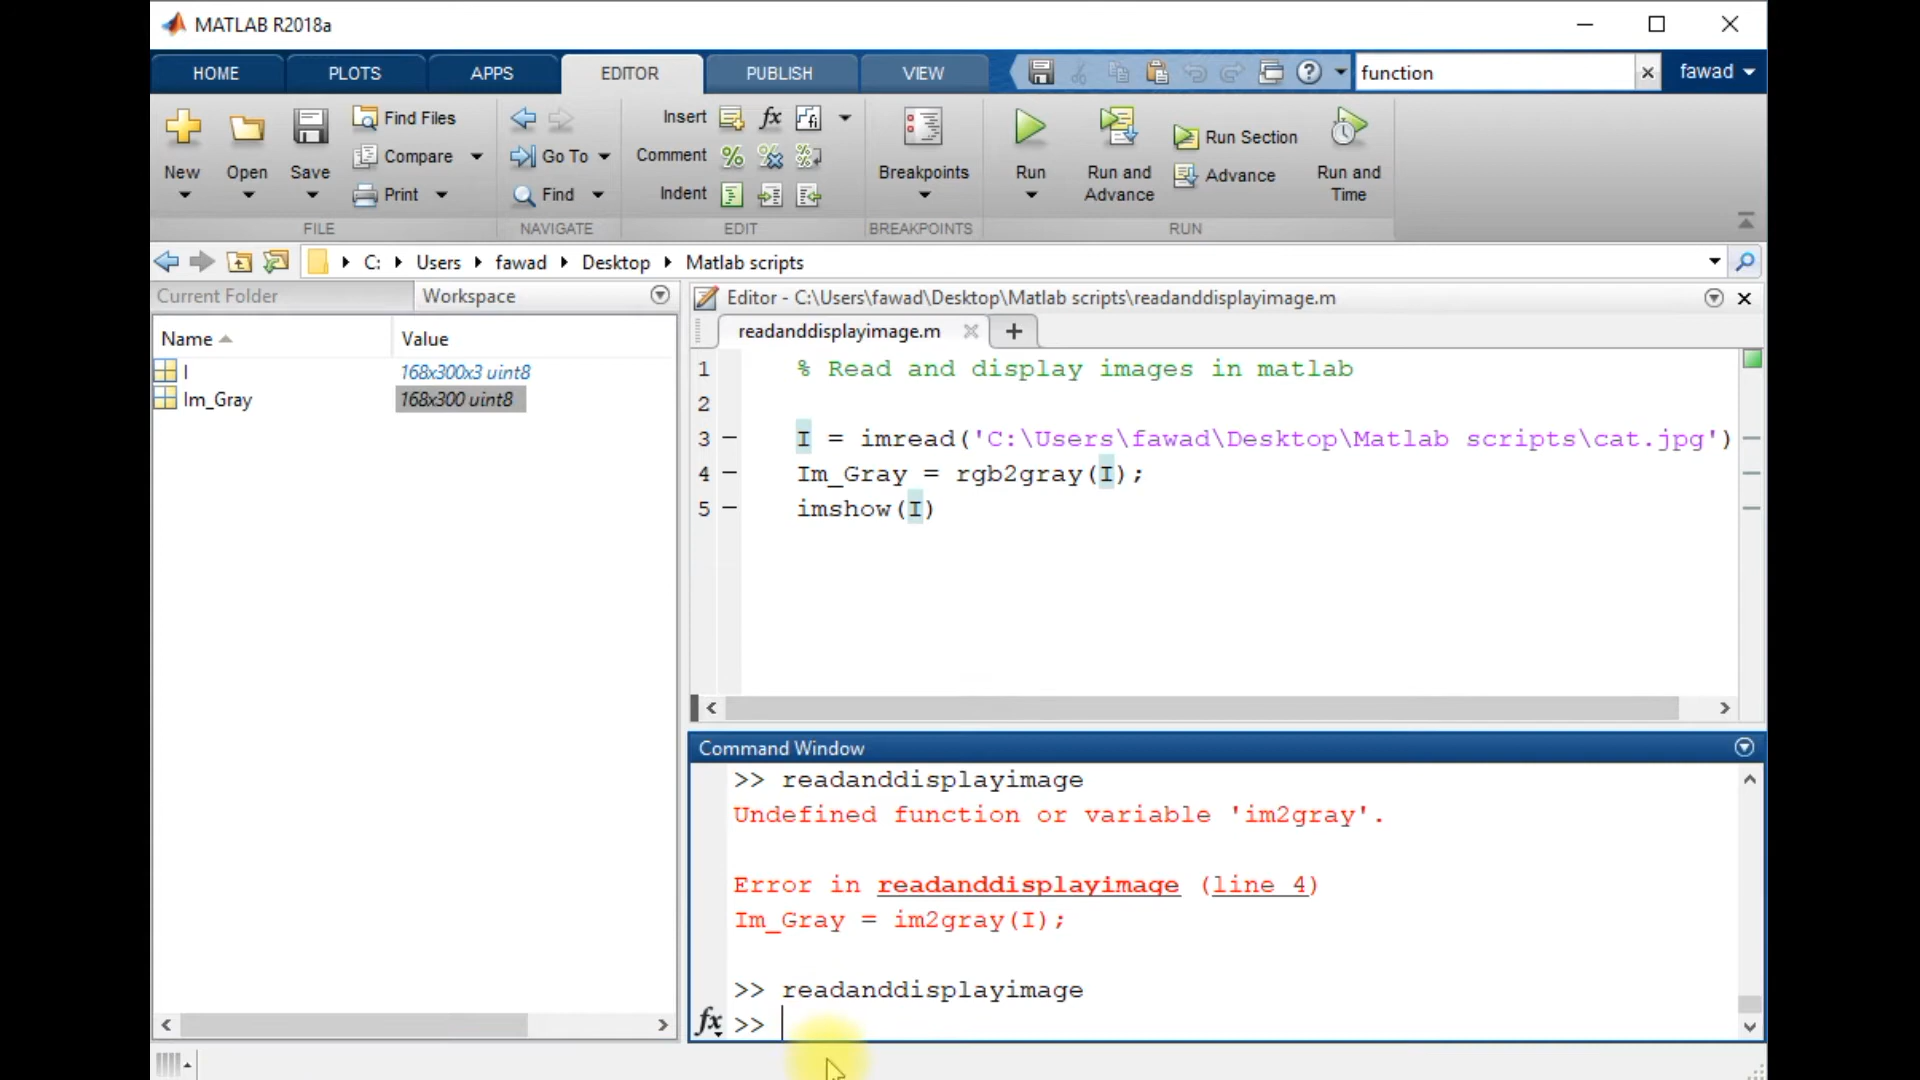 MATLAB R2018a
HOME PLOTS APPS EDITOR PUBLISH VIEW function fawad
New Open Save Find Files Compare Print
Go To Find
Insert fx
Comment
Indent
Breakpoints Run Run and Advance Run Section Advance Run and Time
FILE NAVIGATE EDIT BREAKPOINTS RUN
C: Users fawad Desktop Matlab scripts
Current Folder Workspace
Name Value
I 168x300x3 uint8
Im_Gray 168x300 uint8
Editor - C:\Users\fawad\Desktop\Matlab scripts\readanddisplayimage.m
readanddisplayimage.m
1 % Read and display images in matlab
2
3 I = imread('C:\Users\fawad\Desktop\Matlab scripts\cat.jpg')
4 Im_Gray = rgb2gray(I);
5 imshow(I)
Command Window
>> readanddisplayimage
Undefined function or variable 'im2gray'.
Error in readanddisplayimage (line 4)
Im_Gray = im2gray(I);
>> readanddisplayimage
fx >>